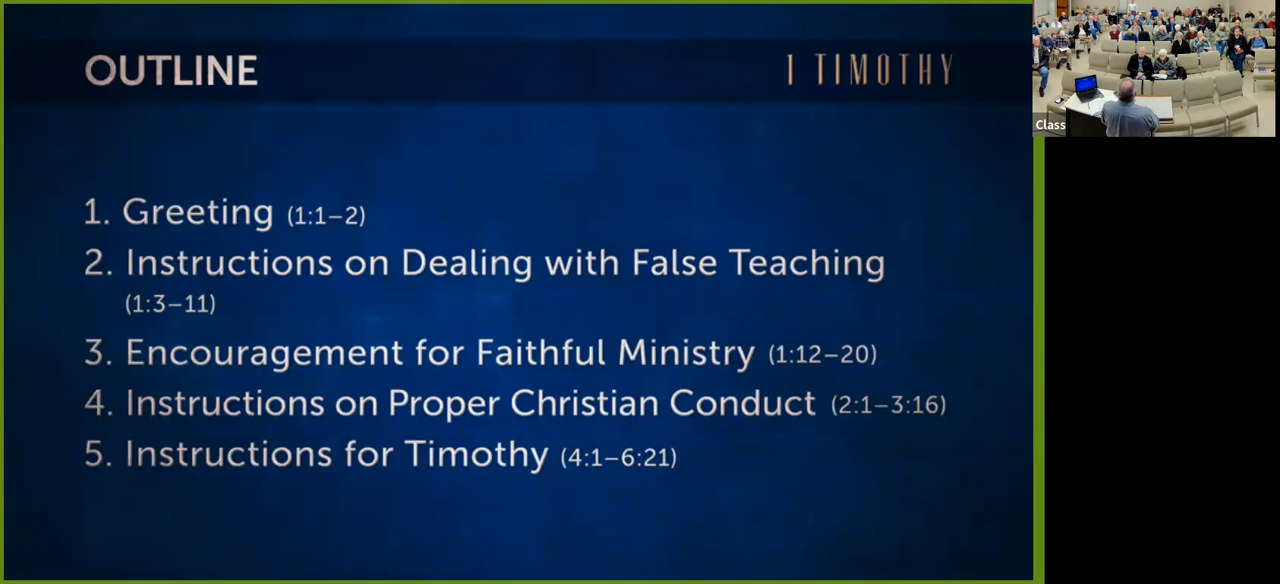 OUTLINE
1 TIMOTHY
1. Greeting (1:1–2)
2. Instructions on Dealing with False Teaching
(1:3–11)
3. Encouragement for Faithful Ministry (1:12–20)
4. Instructions on Proper Christian Conduct (2:1–3:16)
5. Instructions for Timothy (4:1–6:21)
Class